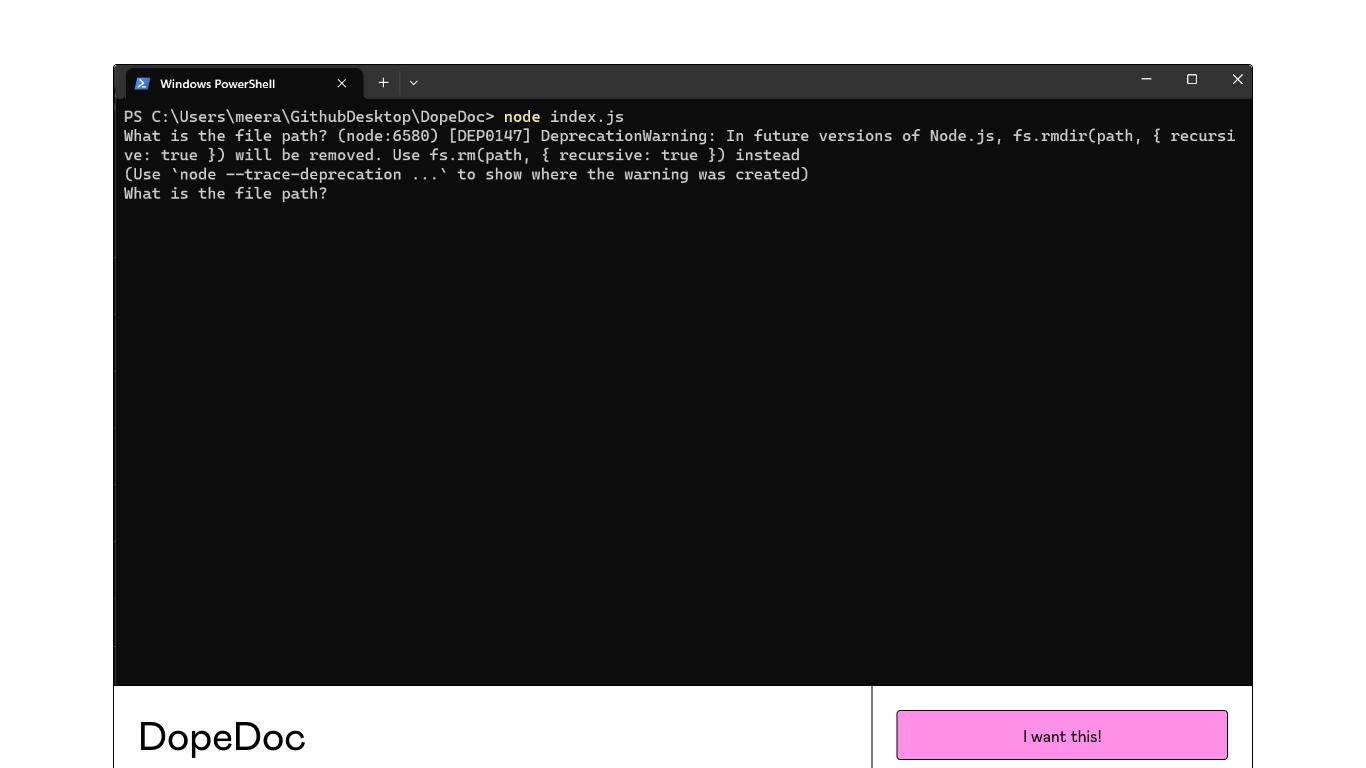 Windows PowerShell
PS C:\Users\meera\GithubDesktop\DopeDoc> node index.js
What is the file path? (node:6580) [DEP0147] DeprecationWarning: In future versions of Node.js, fs.rmdir(path, { recursi
ve: true }) will be removed. Use fs.rm(path, { recursive: true }) instead
(Use `node --trace-deprecation ...` to show where the warning was created)
What is the file path?
DopeDoc
I want this!